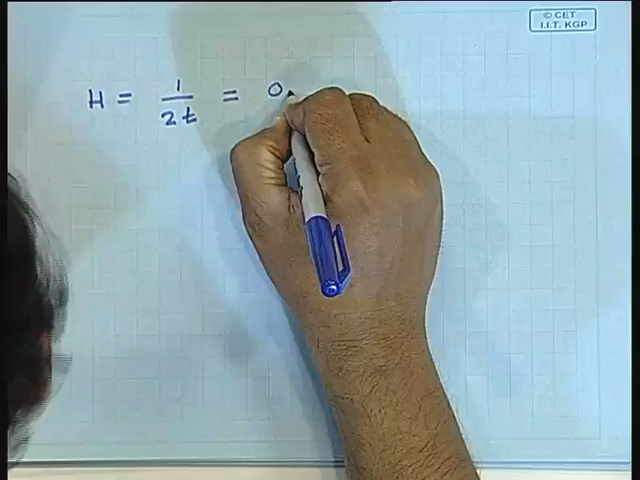 © CET
I.I.T. KGP
H = 1/2t = 0